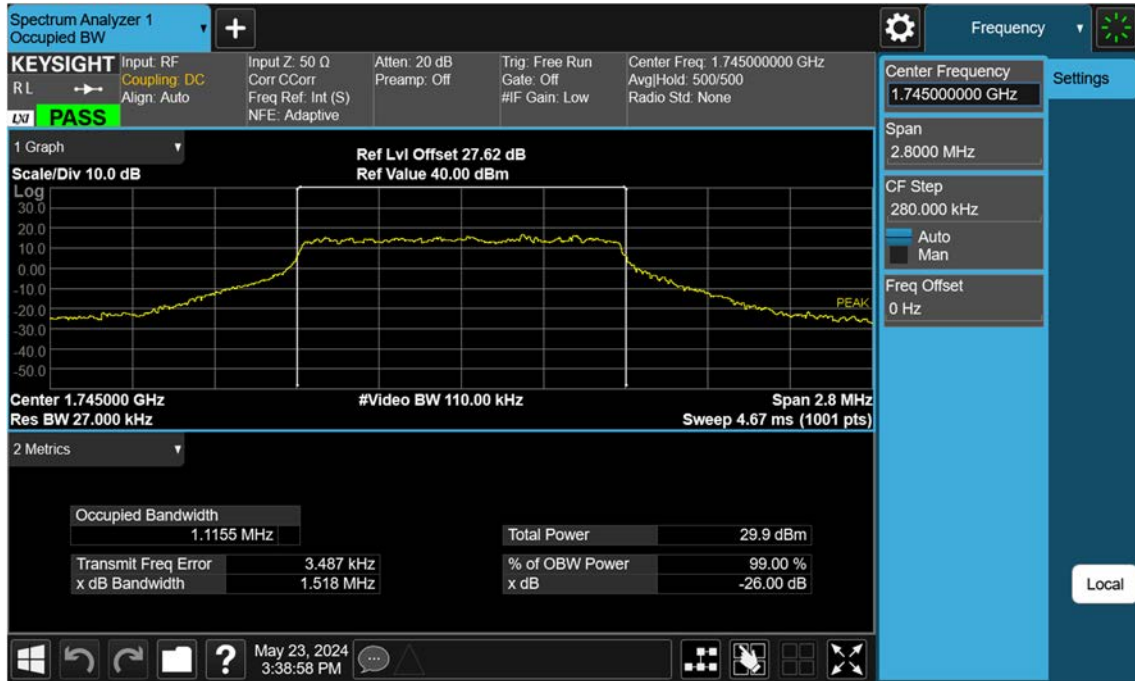 Spectrum Analyzer 1
Occupied BW
+
Frequency
KEYSIGHT
R L
LXI
PASS
Input: RF
Coupling: DC
Align: Auto
Input Z: 50 Ω
Corr CCorr
Freq Ref: Int (S)
NFE: Adaptive
Atten: 20 dB
Preamp: Off
Trig: Free Run
Gate: Off
#IF Gain: Low
Center Freq: 1.745000000 GHz
Avg|Hold: 500/500
Radio Std: None
Center Frequency
1.745000000 GHz
Settings
Span
2.8000 MHz
CF Step
280.000 kHz
Auto
Man
Freq Offset
0 Hz
Local
1 Graph
Scale/Div 10.0 dB
Ref Lvl Offset 27.62 dB
Ref Value 40.00 dBm
Log
30.0
20.0
10.0
0.00
-10.0
-20.0
-30.0
-40.0
-50.0
PEAK
Center 1.745000 GHz
#Video BW 110.00 kHz
Span 2.8 MHz
Res BW 27.000 kHz
Sweep 4.67 ms (1001 pts)
2 Metrics
Occupied Bandwidth
1.1155 MHz
Total Power 29.9 dBm
Transmit Freq Error 3.487 kHz
% of OBW Power 99.00 %
x dB Bandwidth 1.518 MHz
x dB -26.00 dB
?
May 23, 2024
3:38:58 PM